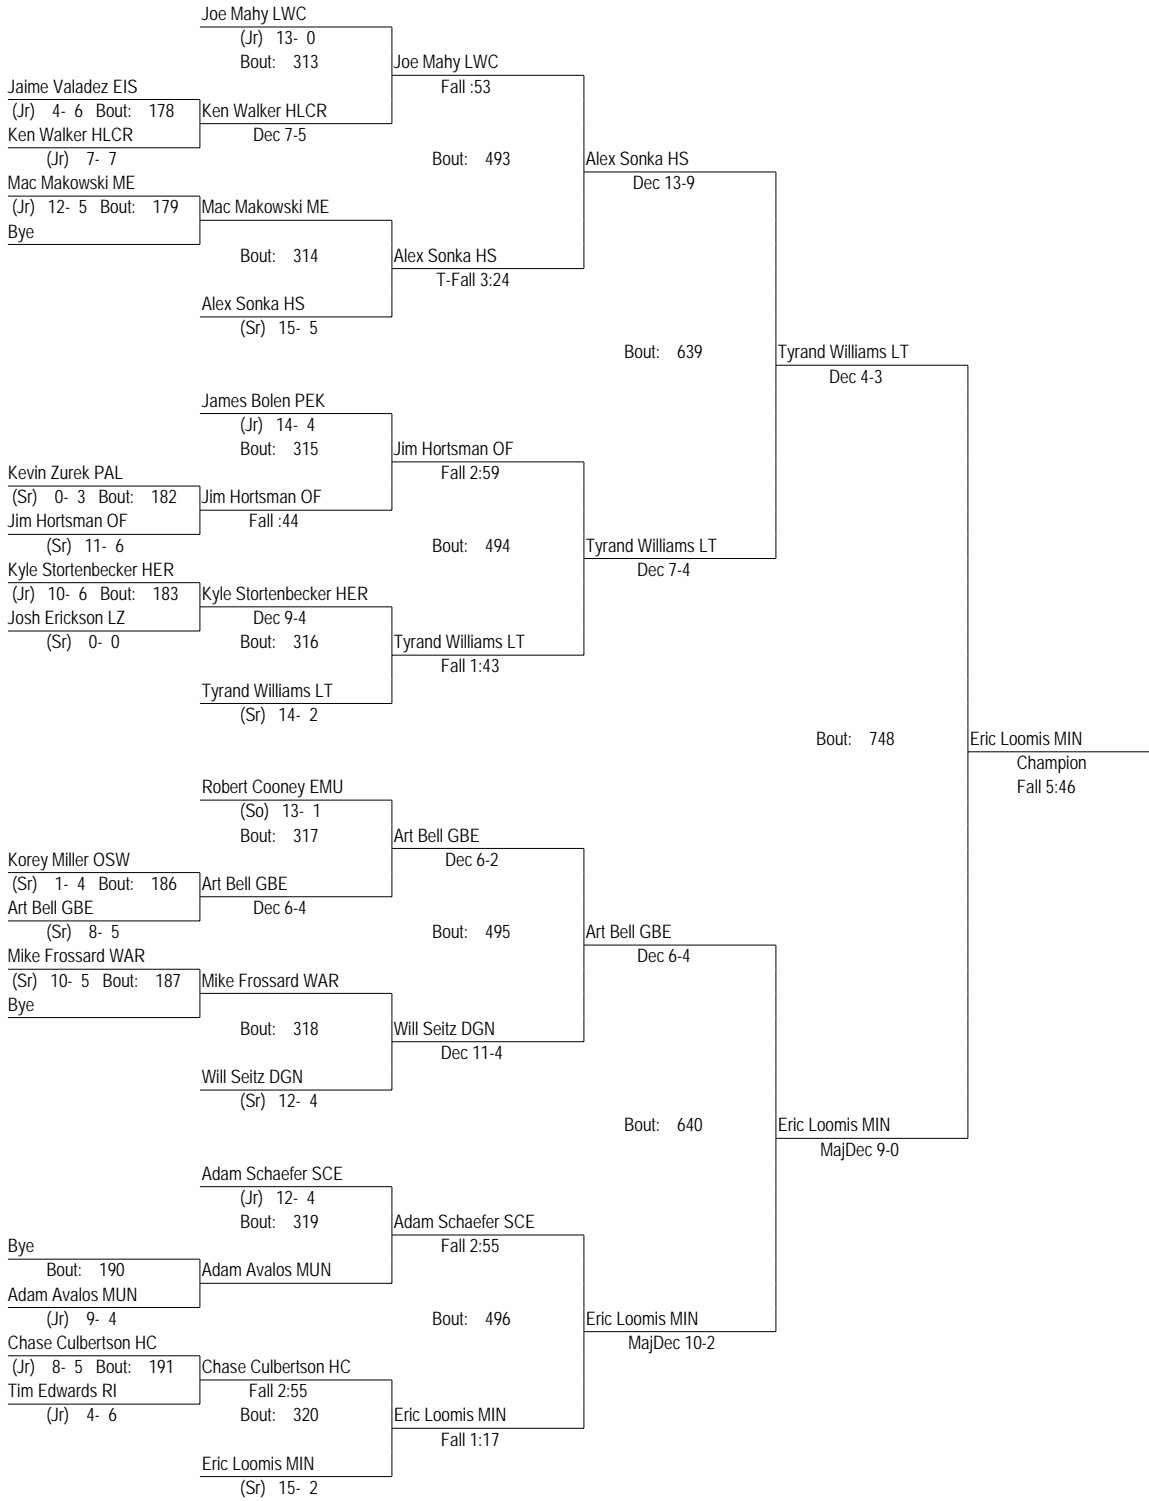 Joe Mahy LWC
(Jr) 13- 0
Bout: 313
Joe Mahy LWC
Fall :53
Jaime Valadez EIS
(Jr) 4- 6 Bout: 178
Ken Walker HLCR
Ken Walker HLCR
Dec 7-5
(Jr) 7- 7
Bout: 493
Alex Sonka HS
Dec 13-9
Mac Makowski ME
(Jr) 12- 5 Bout: 179
Mac Makowski ME
Bye
Bout: 314
Alex Sonka HS
T-Fall 3:24
Alex Sonka HS
(Sr) 15- 5
Bout: 639
Tyrand Williams LT
Dec 4-3
James Bolen PEK
(Jr) 14- 4
Bout: 315
Jim Hortsman OF
Fall 2:59
Kevin Zurek PAL
(Sr) 0- 3 Bout: 182
Jim Hortsman OF
Jim Hortsman OF
Fall :44
(Sr) 11- 6
Bout: 494
Tyrand Williams LT
Dec 7-4
Kyle Stortenbecker HER
(Jr) 10- 6 Bout: 183
Kyle Stortenbecker HER
Josh Erickson LZ
Dec 9-4
(Sr) 0- 0
Bout: 316
Tyrand Williams LT
Fall 1:43
Tyrand Williams LT
(Sr) 14- 2
Bout: 748
Eric Loomis MIN
Champion
Fall 5:46
Robert Cooney EMU
(So) 13- 1
Bout: 317
Art Bell GBE
Dec 6-2
Korey Miller OSW
(Sr) 1- 4 Bout: 186
Art Bell GBE
Art Bell GBE
Dec 6-4
(Sr) 8- 5
Bout: 495
Art Bell GBE
Dec 6-4
Mike Frossard WAR
(Sr) 10- 5 Bout: 187
Mike Frossard WAR
Bye
Bout: 318
Will Seitz DGN
Dec 11-4
Will Seitz DGN
(Sr) 12- 4
Bout: 640
Eric Loomis MIN
MajDec 9-0
Adam Schaefer SCE
(Jr) 12- 4
Bout: 319
Adam Schaefer SCE
Fall 2:55
Bye
Bout: 190
Adam Avalos MUN
Adam Avalos MUN
(Jr) 9- 4
Bout: 496
Eric Loomis MIN
MajDec 10-2
Chase Culbertson HC
(Jr) 8- 5 Bout: 191
Chase Culbertson HC
Tim Edwards RI
Fall 2:55
(Jr) 4- 6
Bout: 320
Eric Loomis MIN
Fall 1:17
Eric Loomis MIN
(Sr) 15- 2